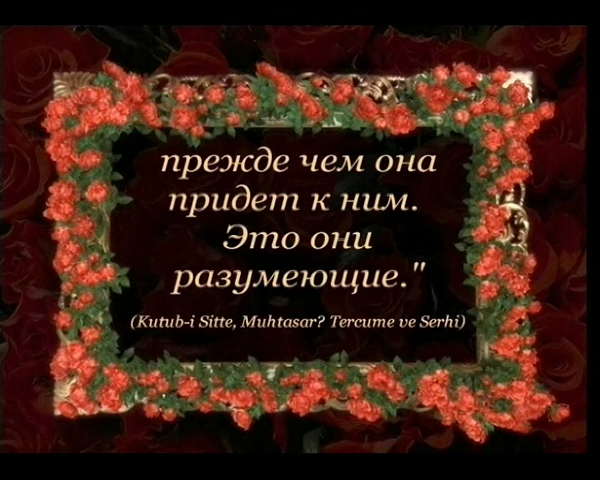 прежде чем она
придет к ним.
Это они
разумеющие."
(Kutub-i Sitte, Muhtasar? Tercume ve Serhi)